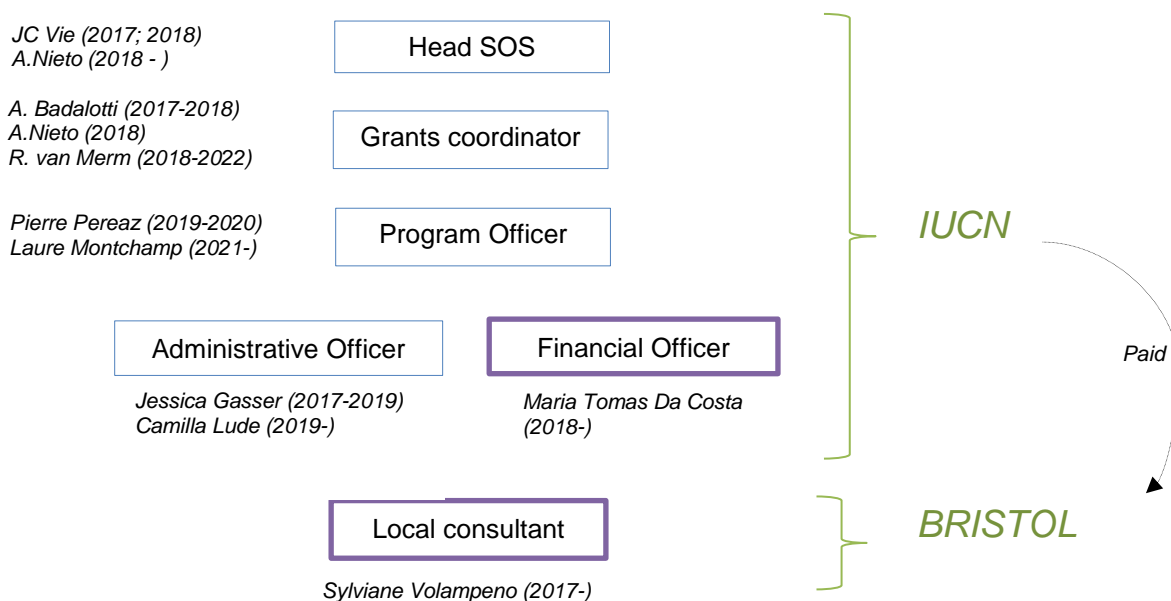 JC Vie (2017; 2018)
A.Nieto (2018 - )
Head SOS
A. Badalotti (2017-2018)
A.Nieto (2018)
R. van Merm (2018-2022)
Grants coordinator
Pierre Pereaz (2019-2020)
Laure Montchamp (2021-)
Program Officer
IUCN
Administrative Officer
Financial Officer
Paid
Jessica Gasser (2017-2019)
Camilla Lude (2019-)
Maria Tomas Da Costa
(2018-)
Local consultant
BRISTOL
Sylviane Volampeno (2017-)